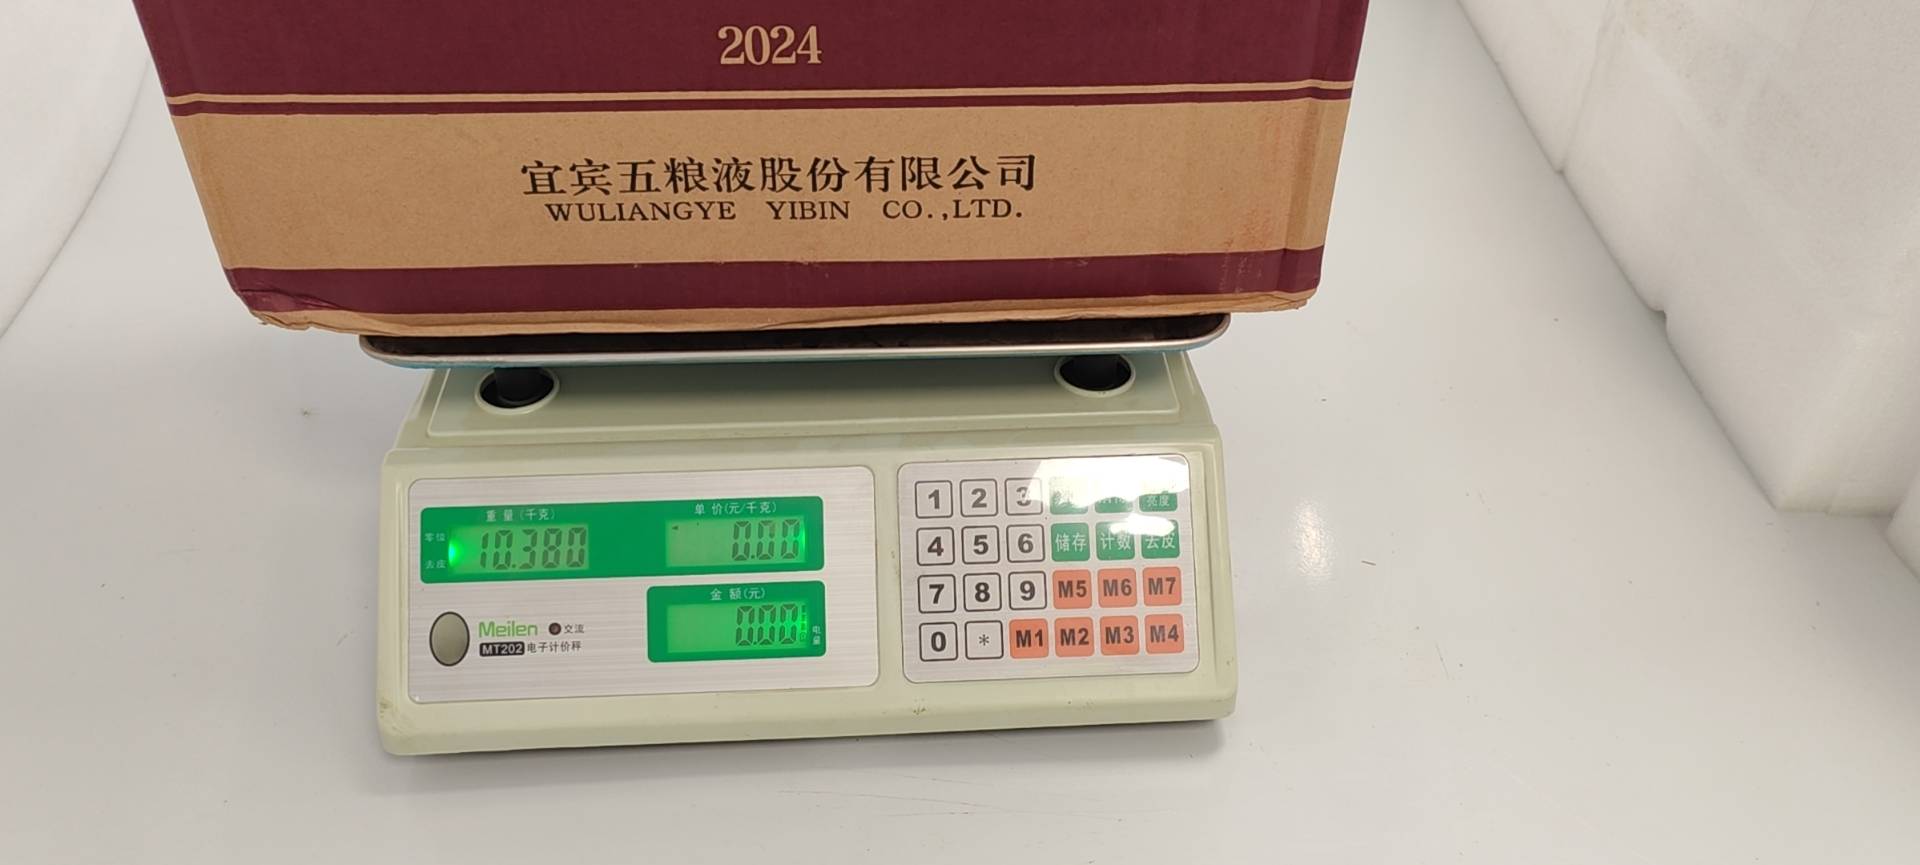 2024
宜宾五粮液股份有限公司
WULIANGYE YIBIN CO.,LTD.
重量(千克)
单价(元/千克)
零位
去皮
10.380
0.00
金额(元)
0.00
电量
Meilen 交流
MT202 电子计价秤
1 2 3 亮度
4 5 6 储存 计数 去皮
7 8 9 M5 M6 M7
0 * M1 M2 M3 M4